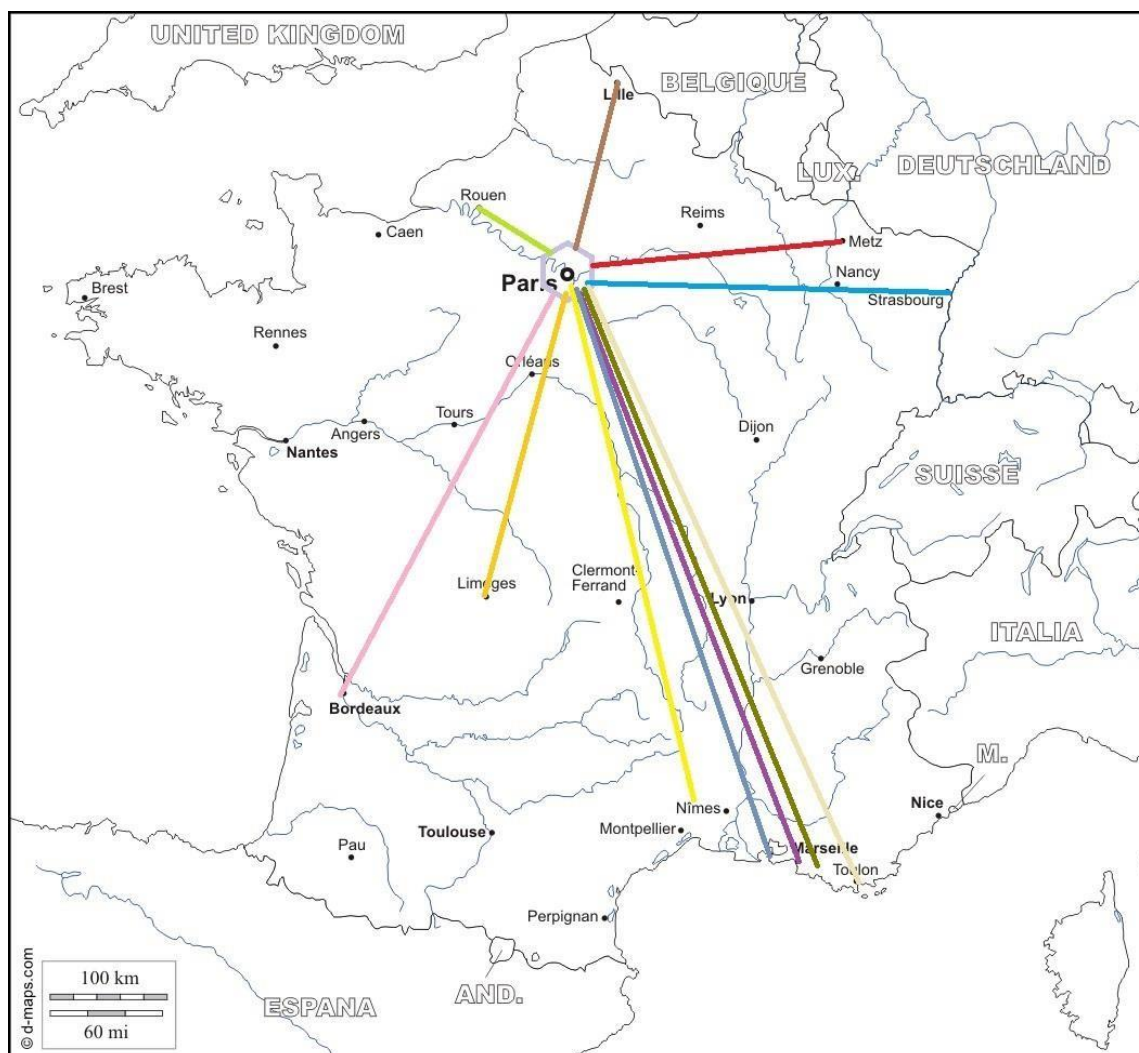 UNITED KINGDOM
BELGIQUE
Lille
LUX.
DEUTSCHLAND
Rouen
Reims
Caen
Metz
Paris
Nancy
Brest
Strasbourg
Rennes
Orléans
Tours
Angers
Dijon
Nantes
SUISSE
Limoges
Clermont-
Ferrand
Lyon
ITALIA
Grenoble
Bordeaux
M.
Nîmes
Nice
Toulouse
Montpellier
Pau
Marseille
Toulon
Perpignan
© d-maps.com
100 km
60 mi
ESPANA
AND.